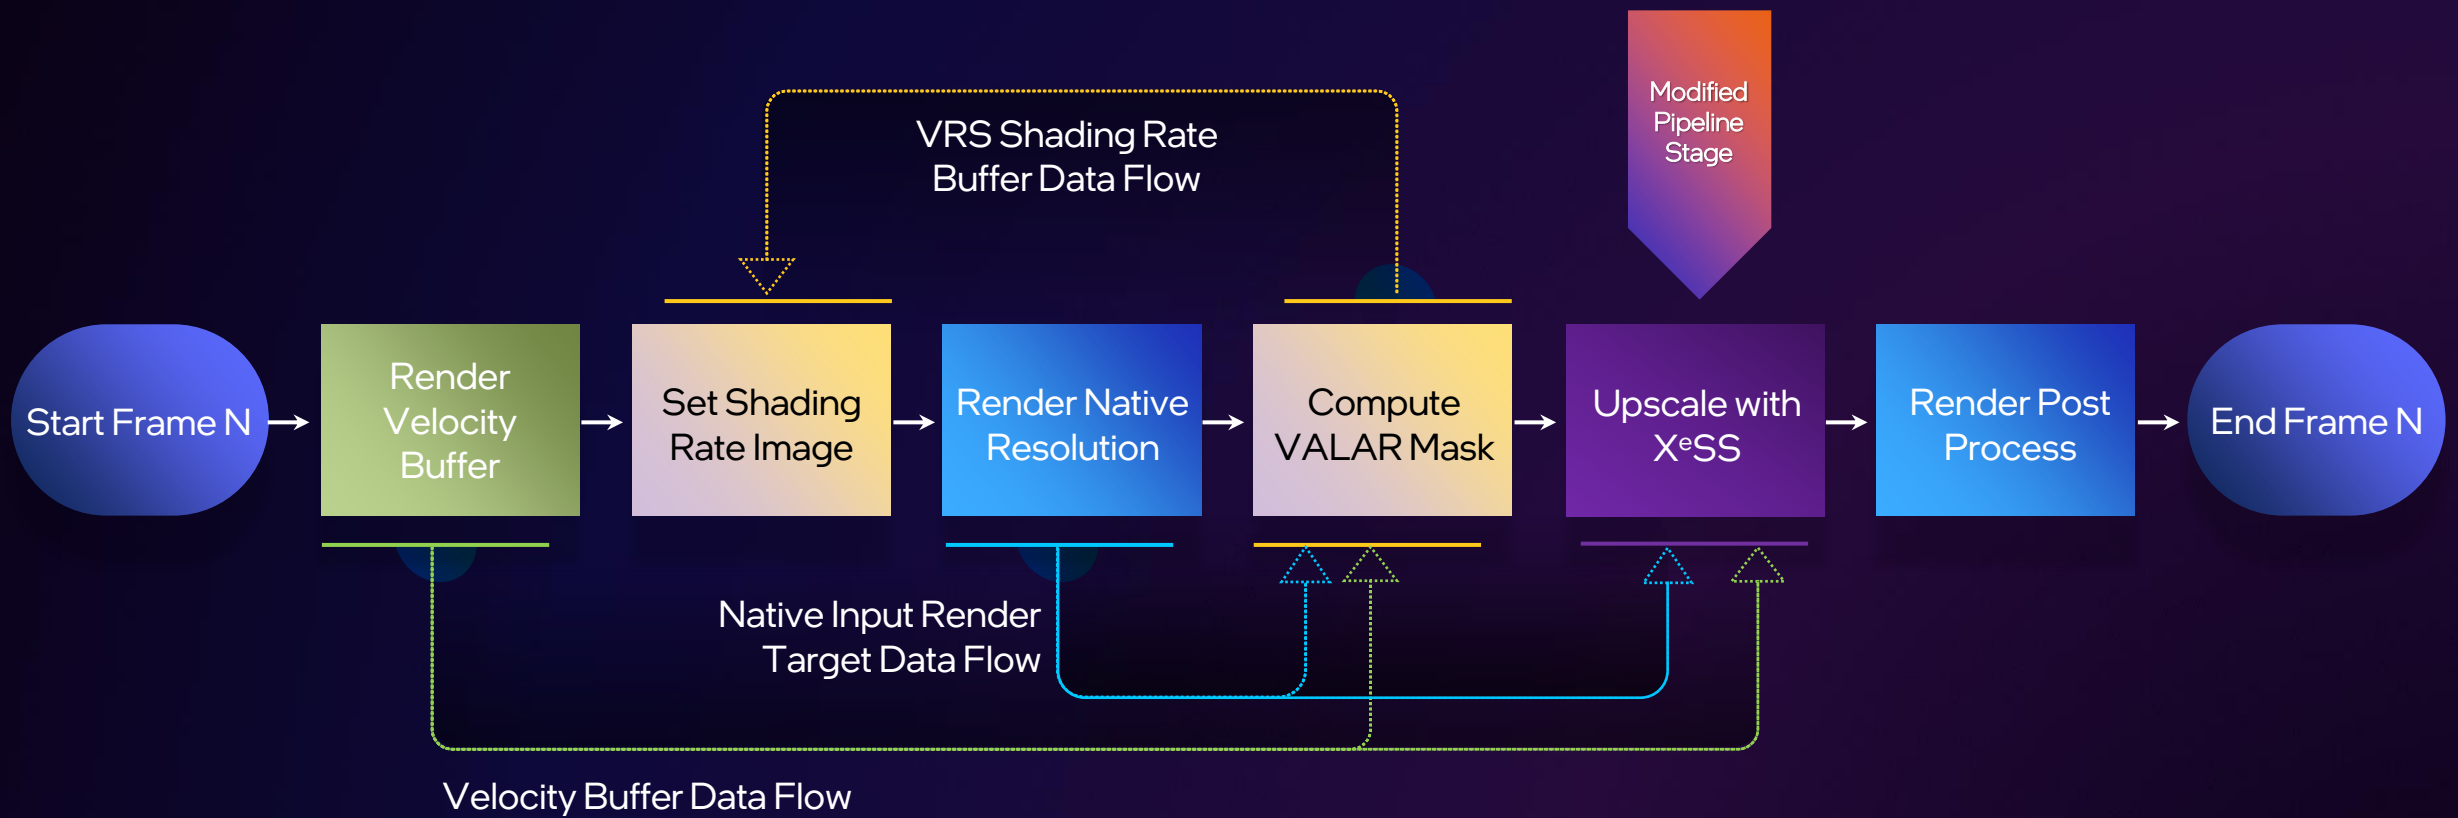 Modified
Pipeline
Stage
VRS Shading Rate
Buffer Data Flow
Start Frame N
Render
Velocity
Buffer
Set Shading
Rate Image
Render Native
Resolution
Compute
VALAR Mask
Upscale with
XᵉSS
Render Post
Process
End Frame N
Native Input Render
Target Data Flow
Velocity Buffer Data Flow